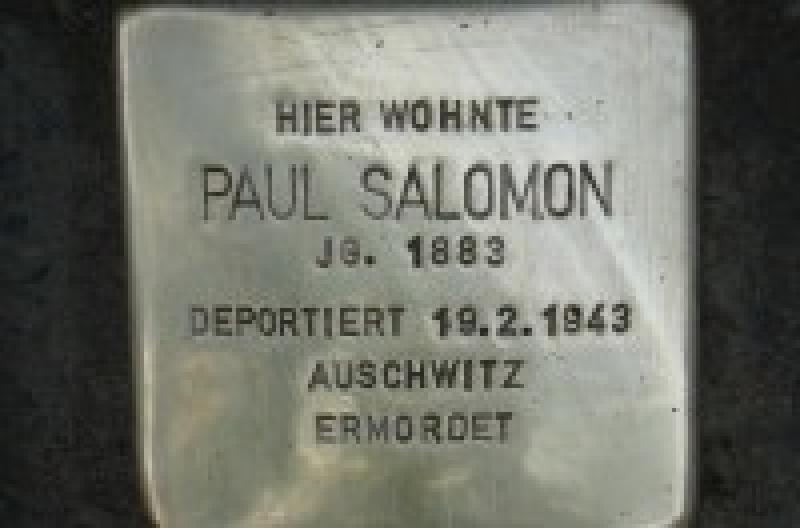 HIER WOHNTE
PAUL SALOMON
JG. 1883
DEPORTIERT 19.2.1943
AUSCHWITZ
ERMORDET